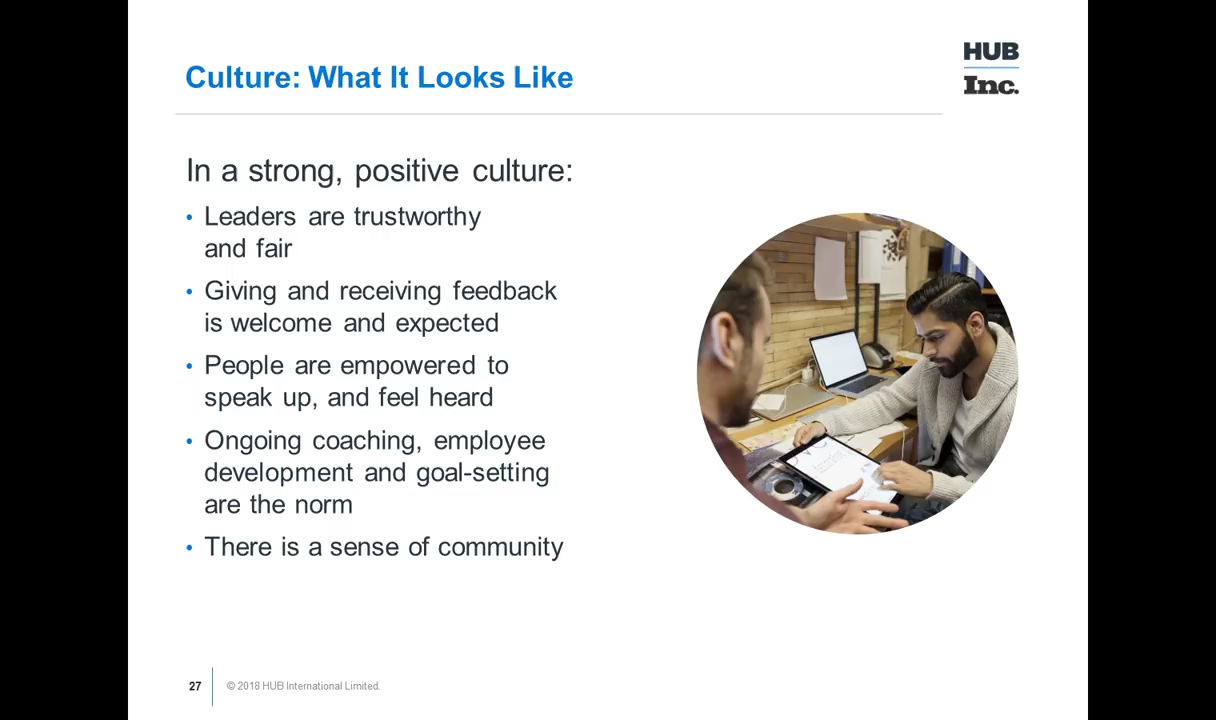 HUB
Inc.
Culture: What It Looks Like
In a strong, positive culture:
• Leaders are trustworthy
and fair
• Giving and receiving feedback
is welcome and expected
• People are empowered to
speak up, and feel heard
• Ongoing coaching, employee
development and goal-setting
are the norm
• There is a sense of community
27
© 2018 HUB International Limited.